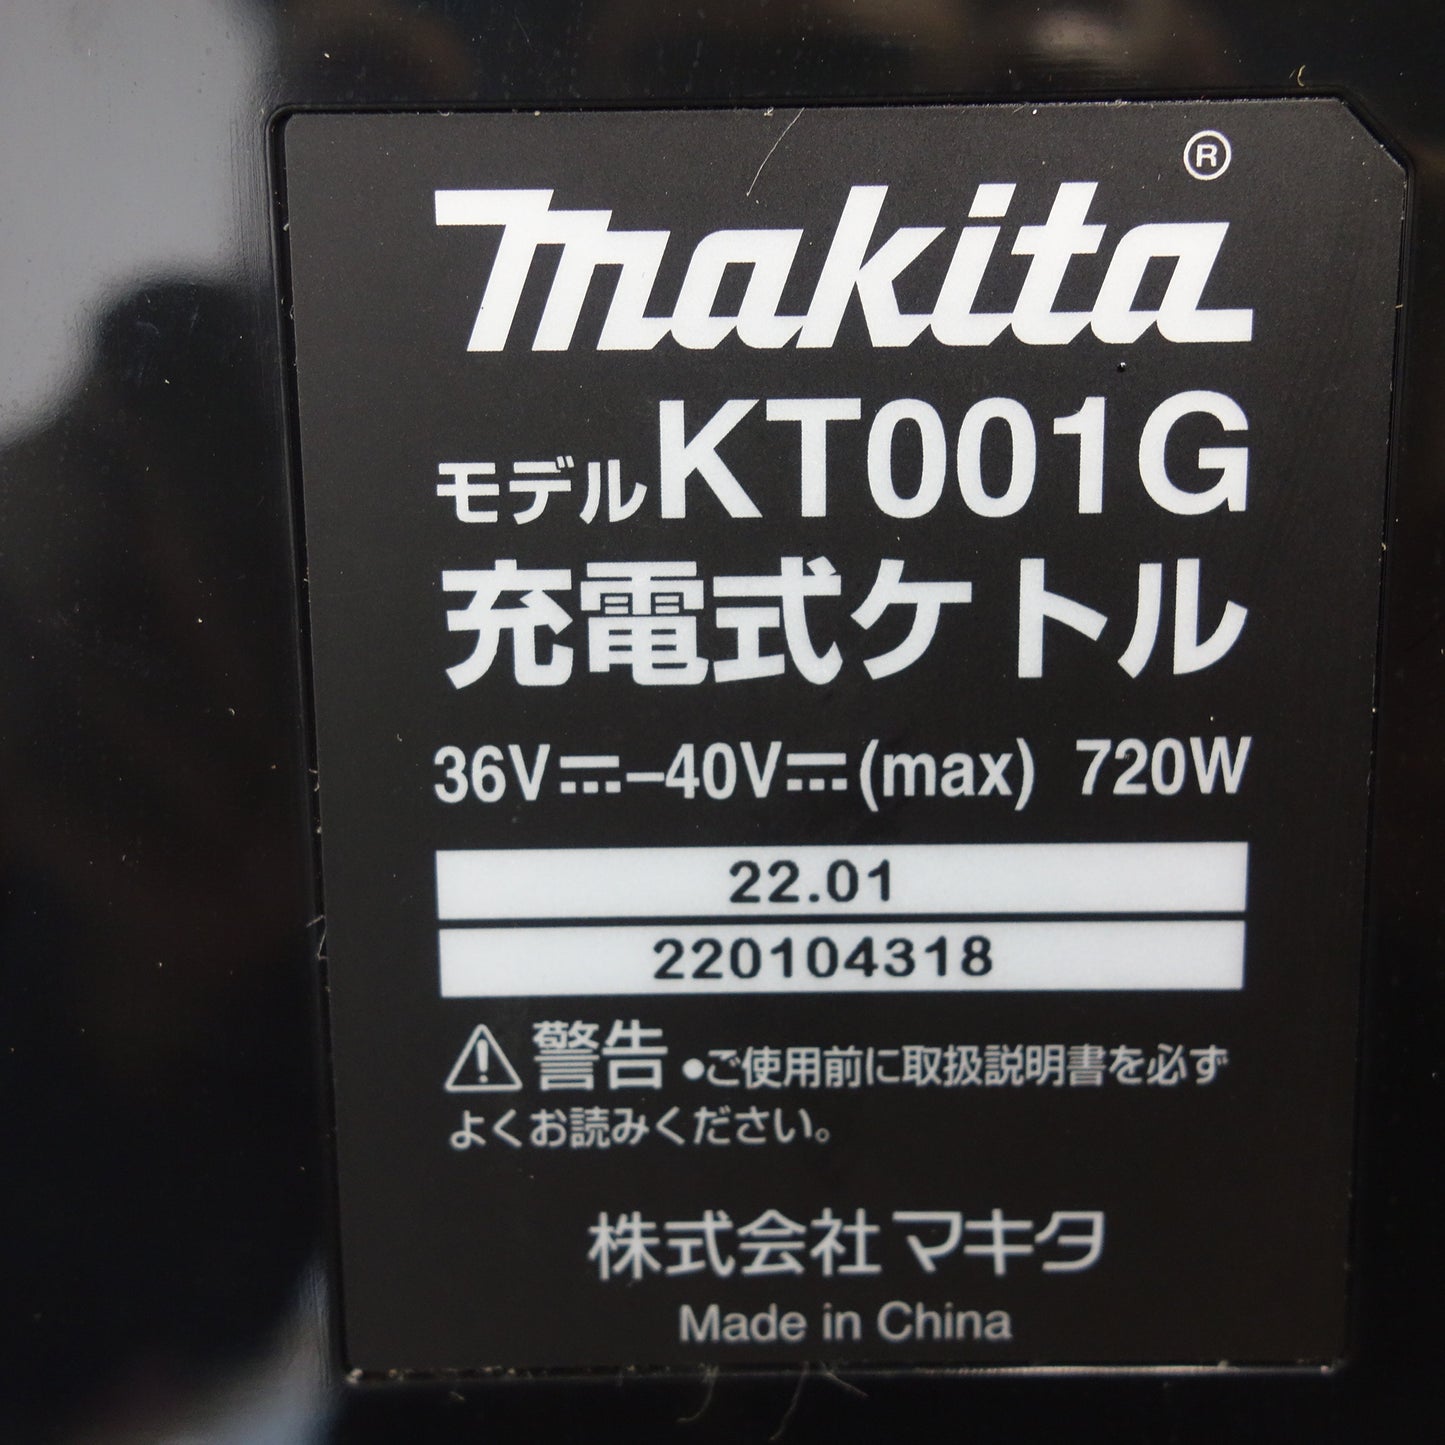 makita®
モデルKT001G
充電式ケトル
36V⎓–40V⎓(max) 720W
22.01
220104318
⚠警告 ●ご使用前に取扱説明書を必ず
よくお読みください。
株式会社マキタ
Made in China